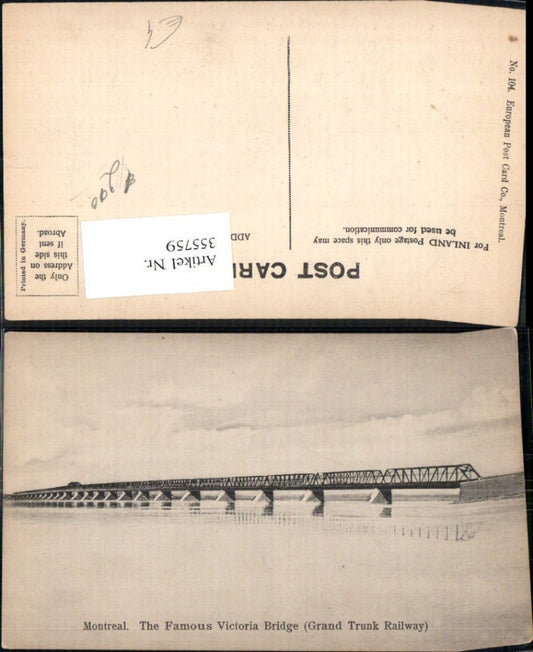 No. 104. European Post Card Co., Montreal.
POST CAR
For INLAND Postage only this space may
be used for communication.
ADD
Only the
Address on
this side
if sent
Abroad.
Printed in Germany.
Artikel Nr.
355759
Montreal. The Famous Victoria Bridge (Grand Trunk Railway)